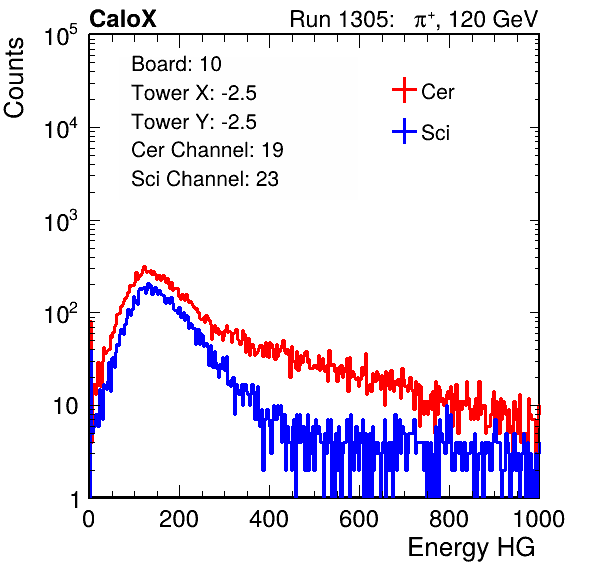 CaloX Run 1305: π⁺, 120 GeV
Counts
10⁵
10⁴
10³
10²
10
1
Board: 10
Tower X: -2.5
Tower Y: -2.5
Cer Channel: 19
Sci Channel: 23
Cer
Sci
0 200 400 600 800 1000
Energy HG